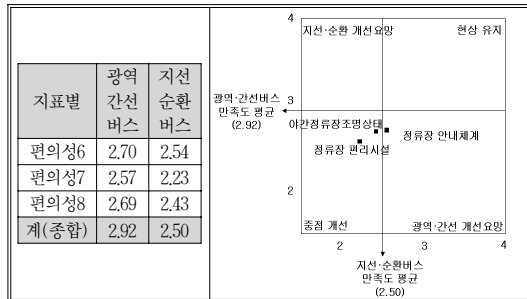 지표별 광역 간선 버스 지선 순환 버스
편의성6 2.70 2.54
편의성7 2.57 2.23
편의성8 2.69 2.43
계(종합) 2.92 2.50
4
지선·순환 개선요망 현상 유지
3
광역·간선버스
만족도 평균
(2.92)
야간정류장조명상태
정류장 안내체계
정류장 편리시설
2
중점 개선 광역·간선 개선요망
2 3 4
지선·순환버스
만족도 평균
(2.50)